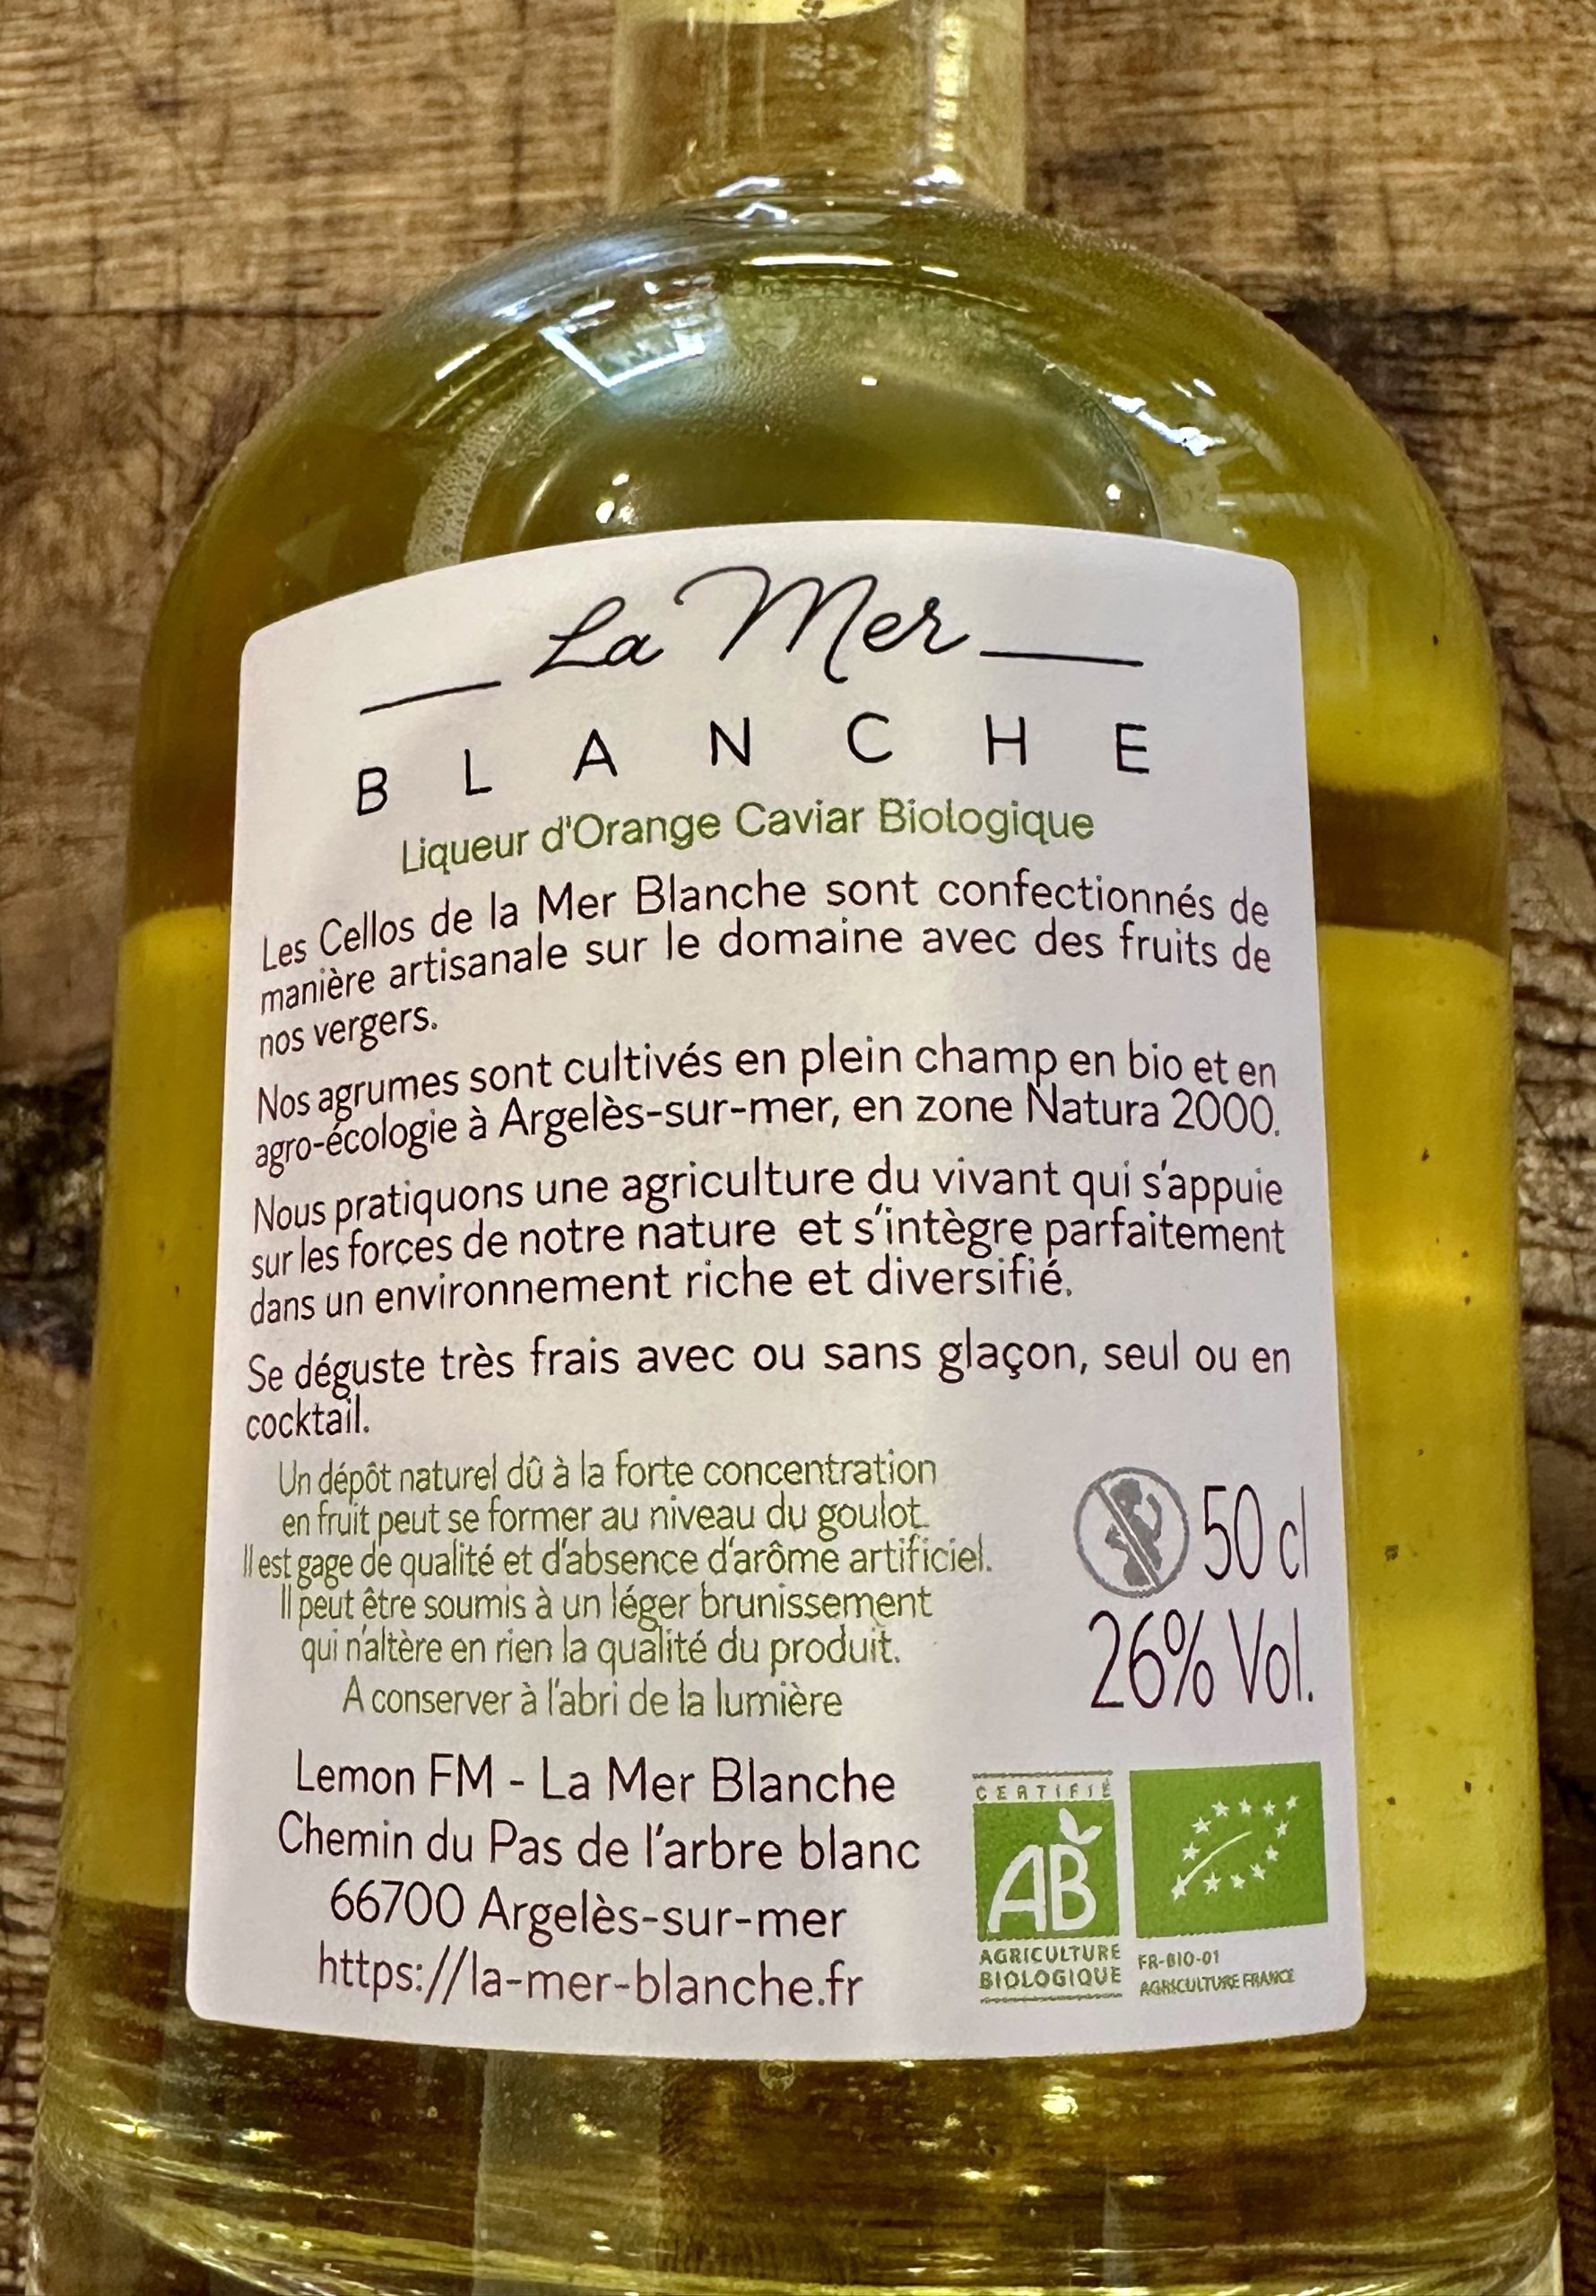 La Mer
BLANCHE
Liqueur d'Orange Caviar Biologique
Les Cellos de la Mer Blanche sont confectionnés de
manière artisanale sur le domaine avec des fruits de
nos vergers.
Nos agrumes sont cultivés en plein champ en bio et en
agro-écologie à Argelès-sur-mer, en zone Natura 2000.
Nous pratiquons une agriculture du vivant qui s'appuie
sur les forces de notre nature et s'intègre parfaitement
dans un environnement riche et diversifié.
Se déguste très frais avec ou sans glaçon, seul ou en
cocktail.
Un dépôt naturel dû à la forte concentration
en fruit peut se former au niveau du goulot.
Il est gage de qualité et d'absence d'arôme artificiel.
Il peut être soumis à un léger brunissement
qui n'altère en rien la qualité du produit.
A conserver à l'abri de la lumière
50 cl
26% Vol.
Lemon FM - La Mer Blanche
Chemin du Pas de l'arbre blanc
66700 Argelès-sur-mer
https://la-mer-blanche.fr
CERTIFIÉ
AB
AGRICULTURE
BIOLOGIQUE
FR-BIO-01
AGRICULTURE FRANCE